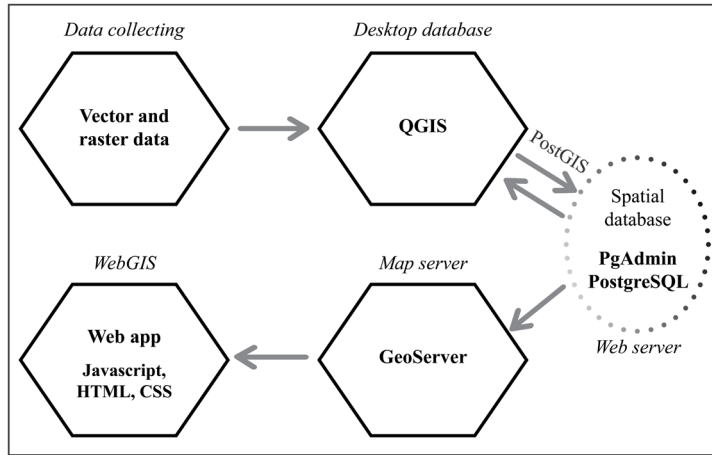 Data collecting
Desktop database
Vector and
raster data
QGIS
PostGIS
Spatial
database
PgAdmin
PostgreSQL
Web server
WebGIS
Map server
Web app
Javascript,
HTML, CSS
GeoServer